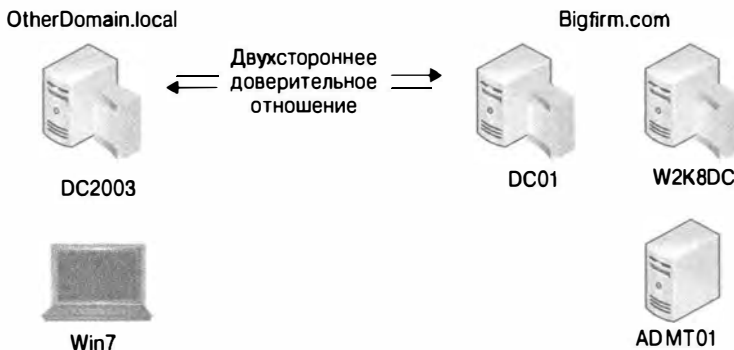 OtherDomain.local
Bigfirm.com
Двухстороннее
доверительное
отношение
DC2003
DC01
W2K8DC
Win7
ADMT01